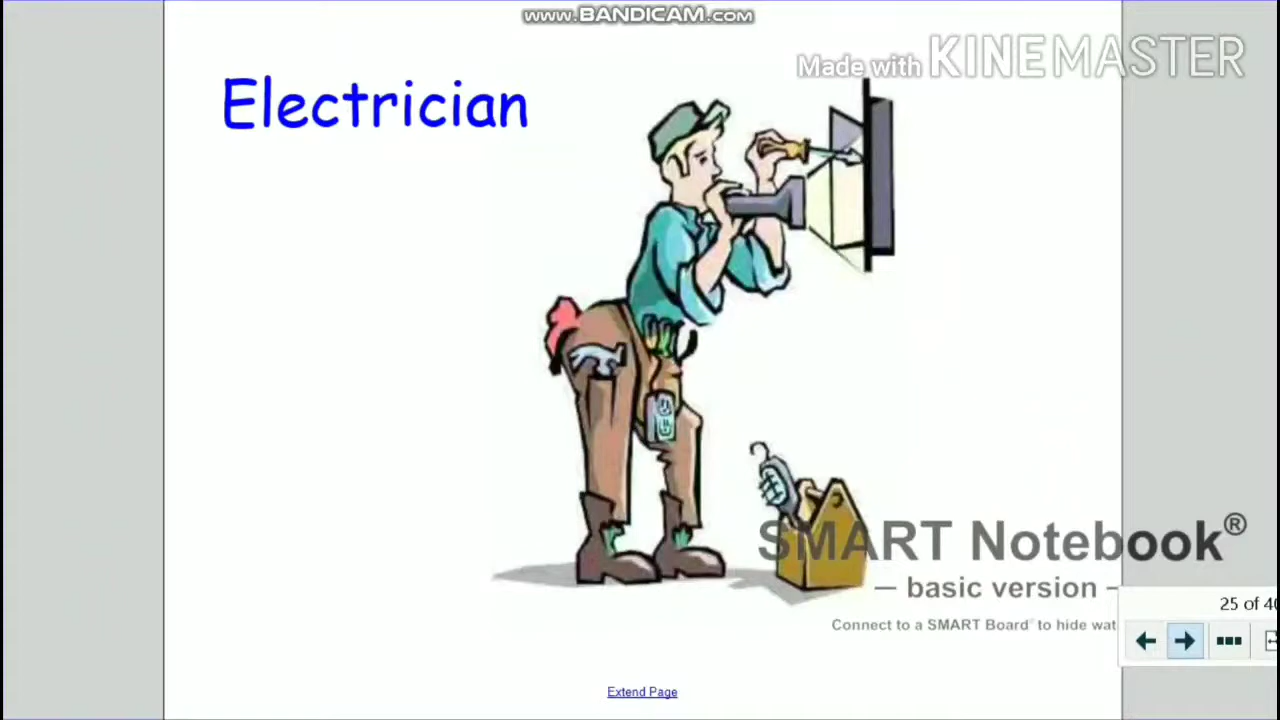 www.BANDICAM.com
Made with KINEMASTER
Electrician
SMART Notebook®
— basic version —
Connect to a SMART Board® to hide wat
25 of 40
Extend Page